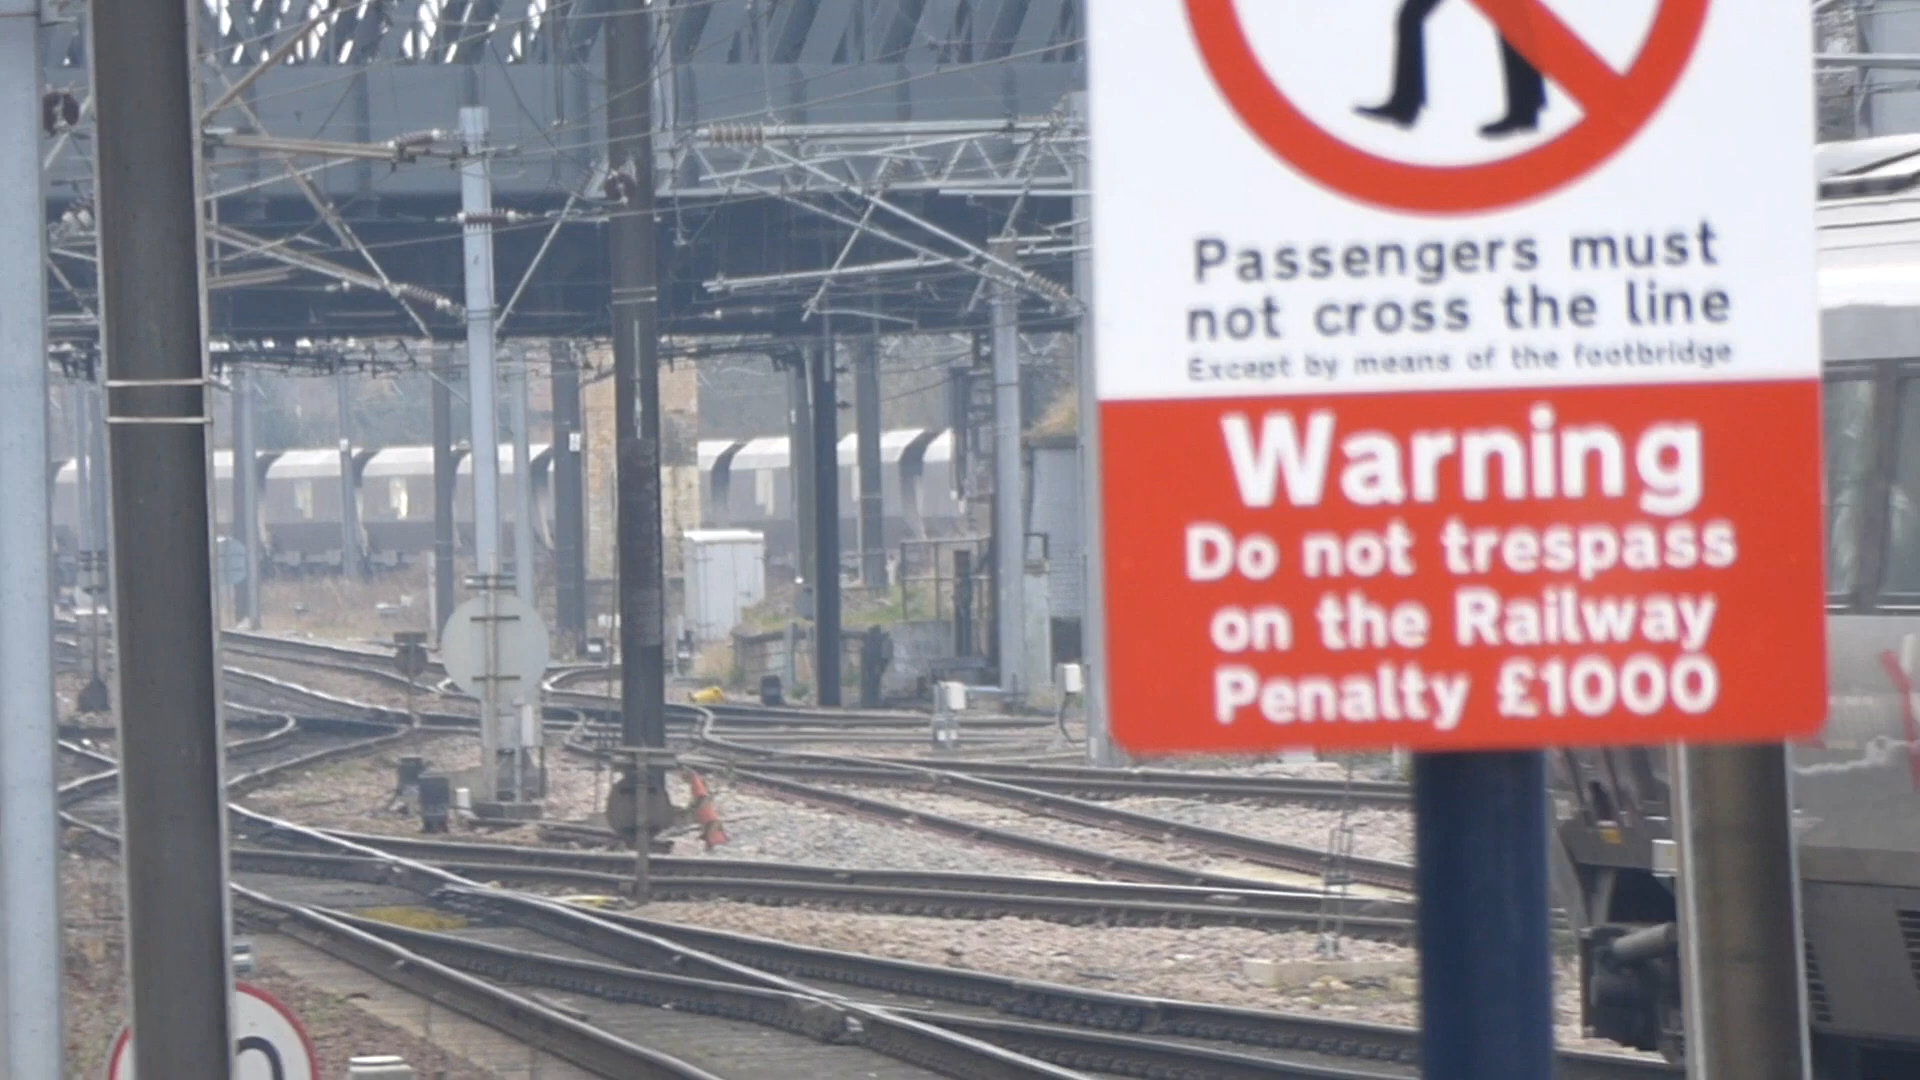 Passengers must
not cross the line
Except by means of the footbridge
Warning
Do not trespass
on the Railway
Penalty £1000